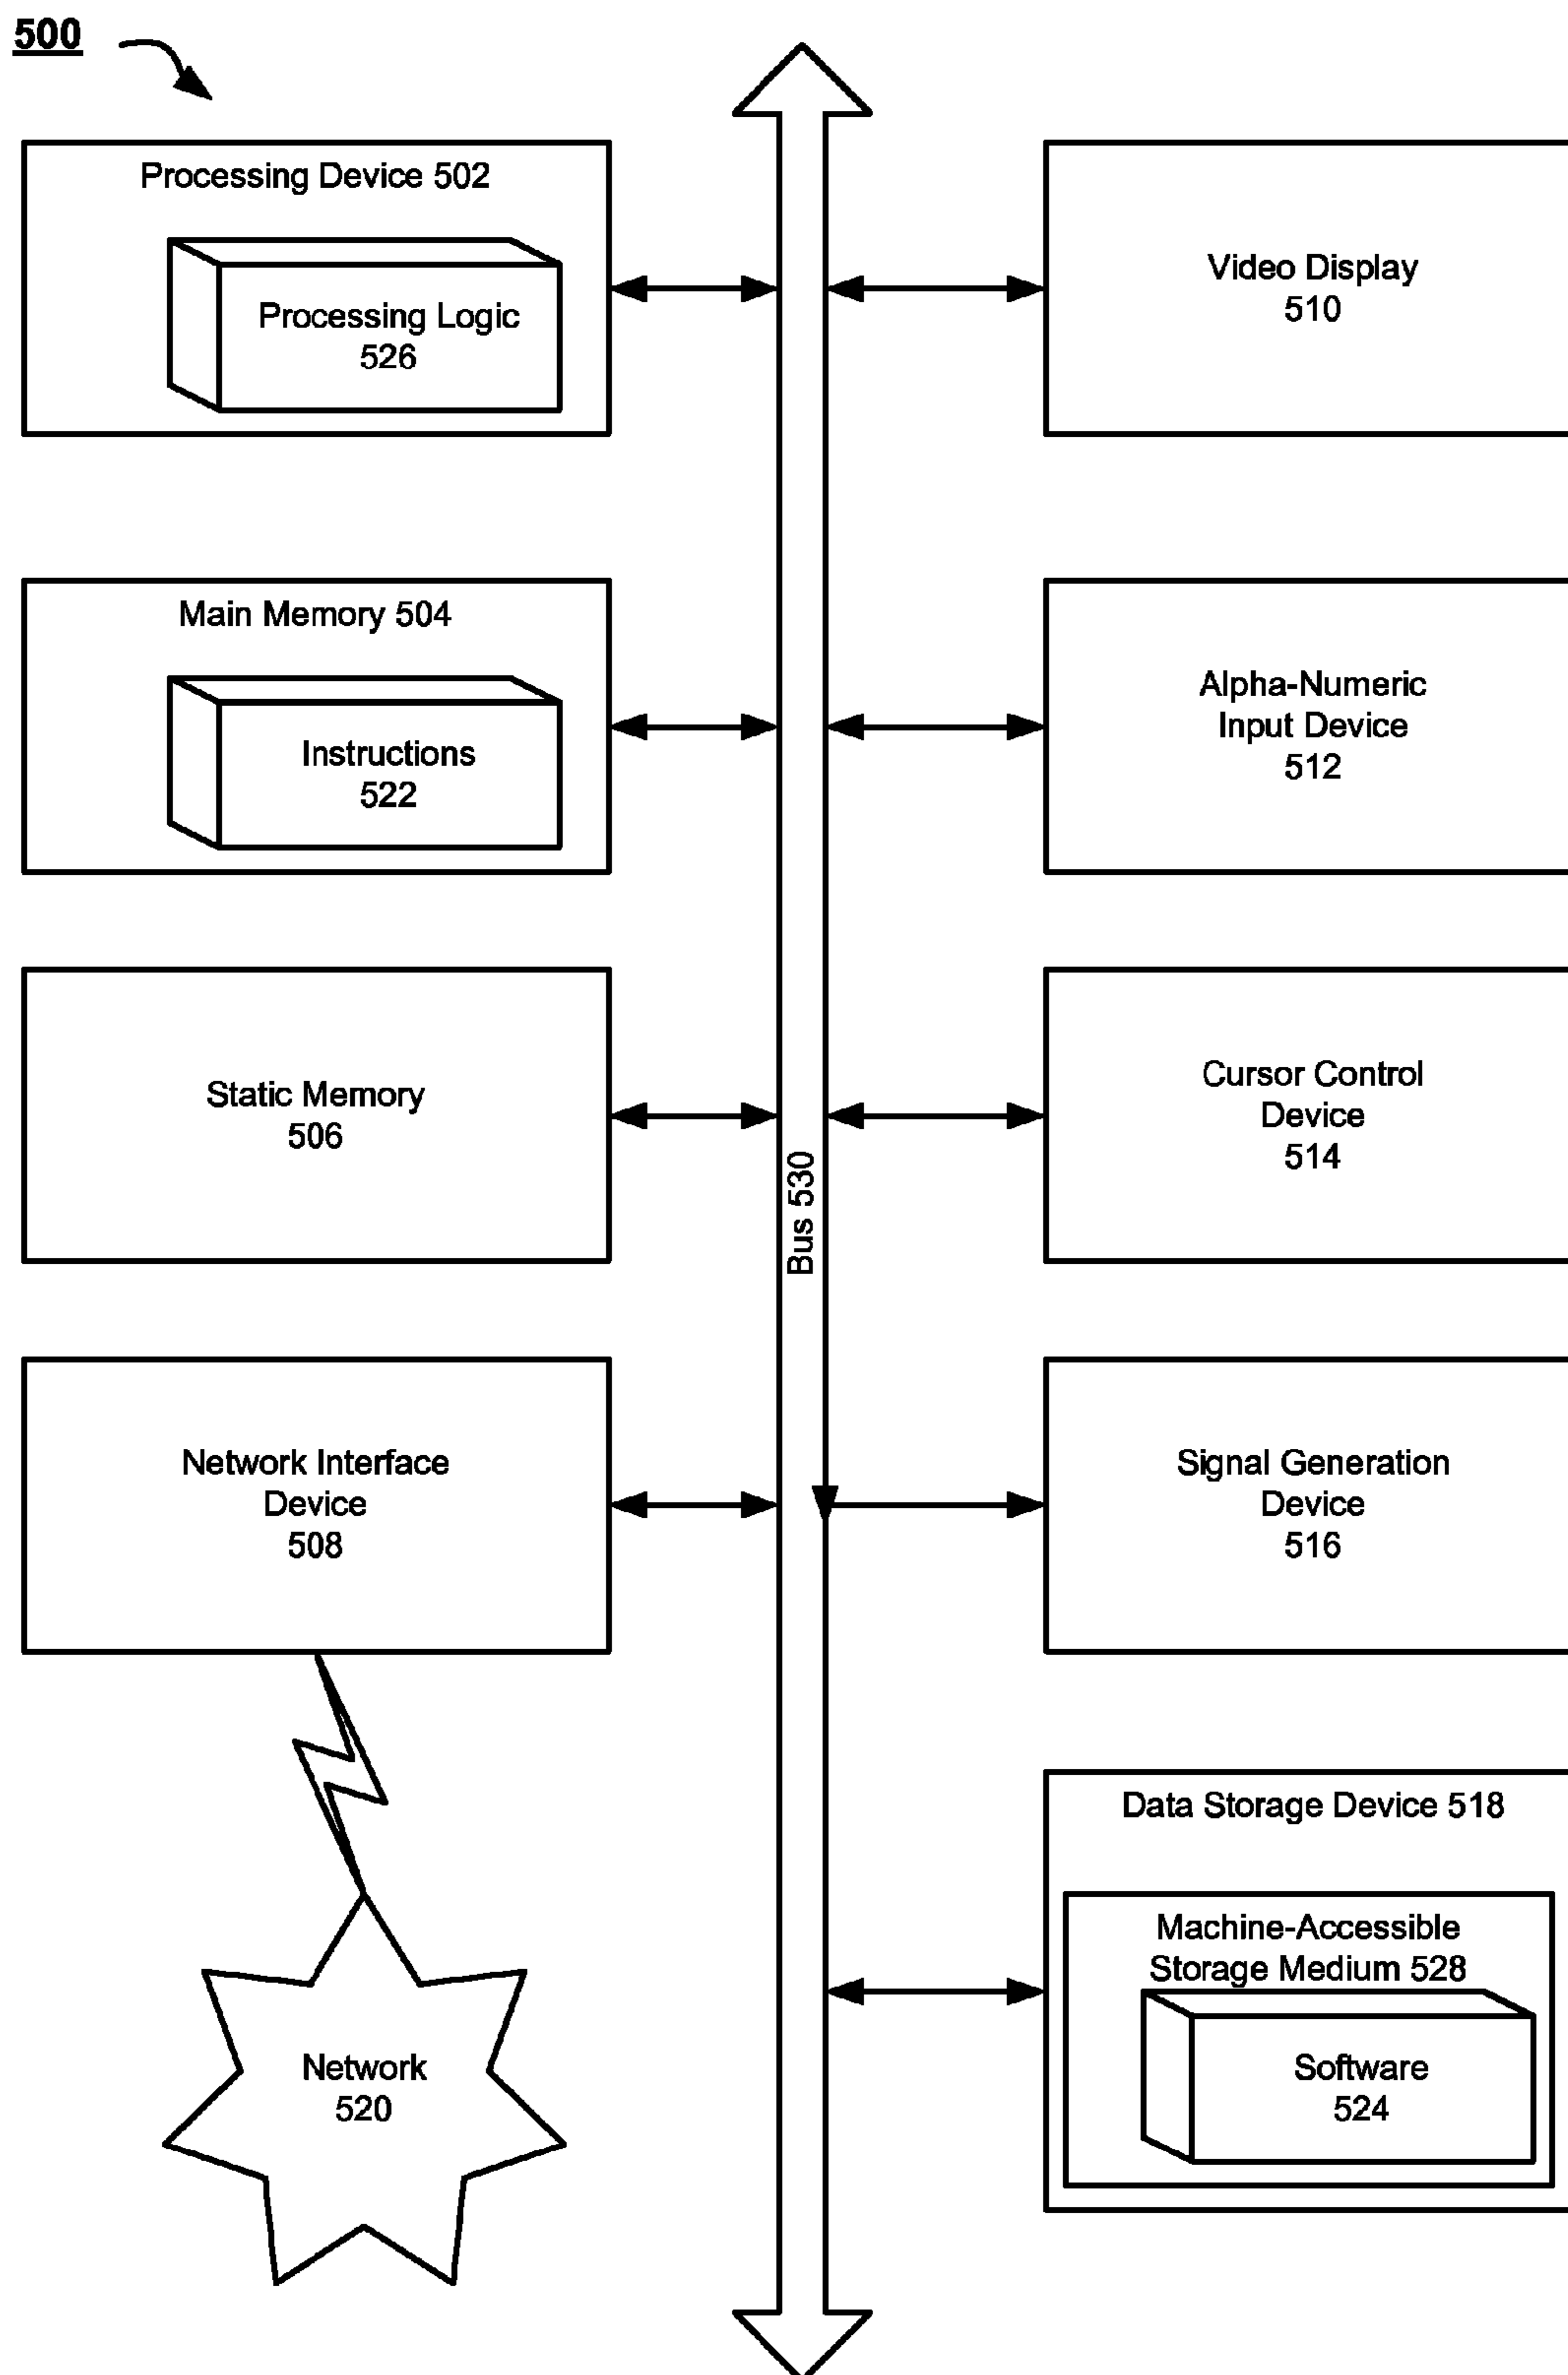 500
Processing Device 502
Processing Logic
526
Video Display
510
Main Memory 504
Instructions
522
Alpha-Numeric
Input Device
512
Static Memory
506
Cursor Control
Device
514
Bus 530
Network Interface
Device
508
Signal Generation
Device
516
Data Storage Device 518
Machine-Accessible
Storage Medium 528
Software
524
Network
520